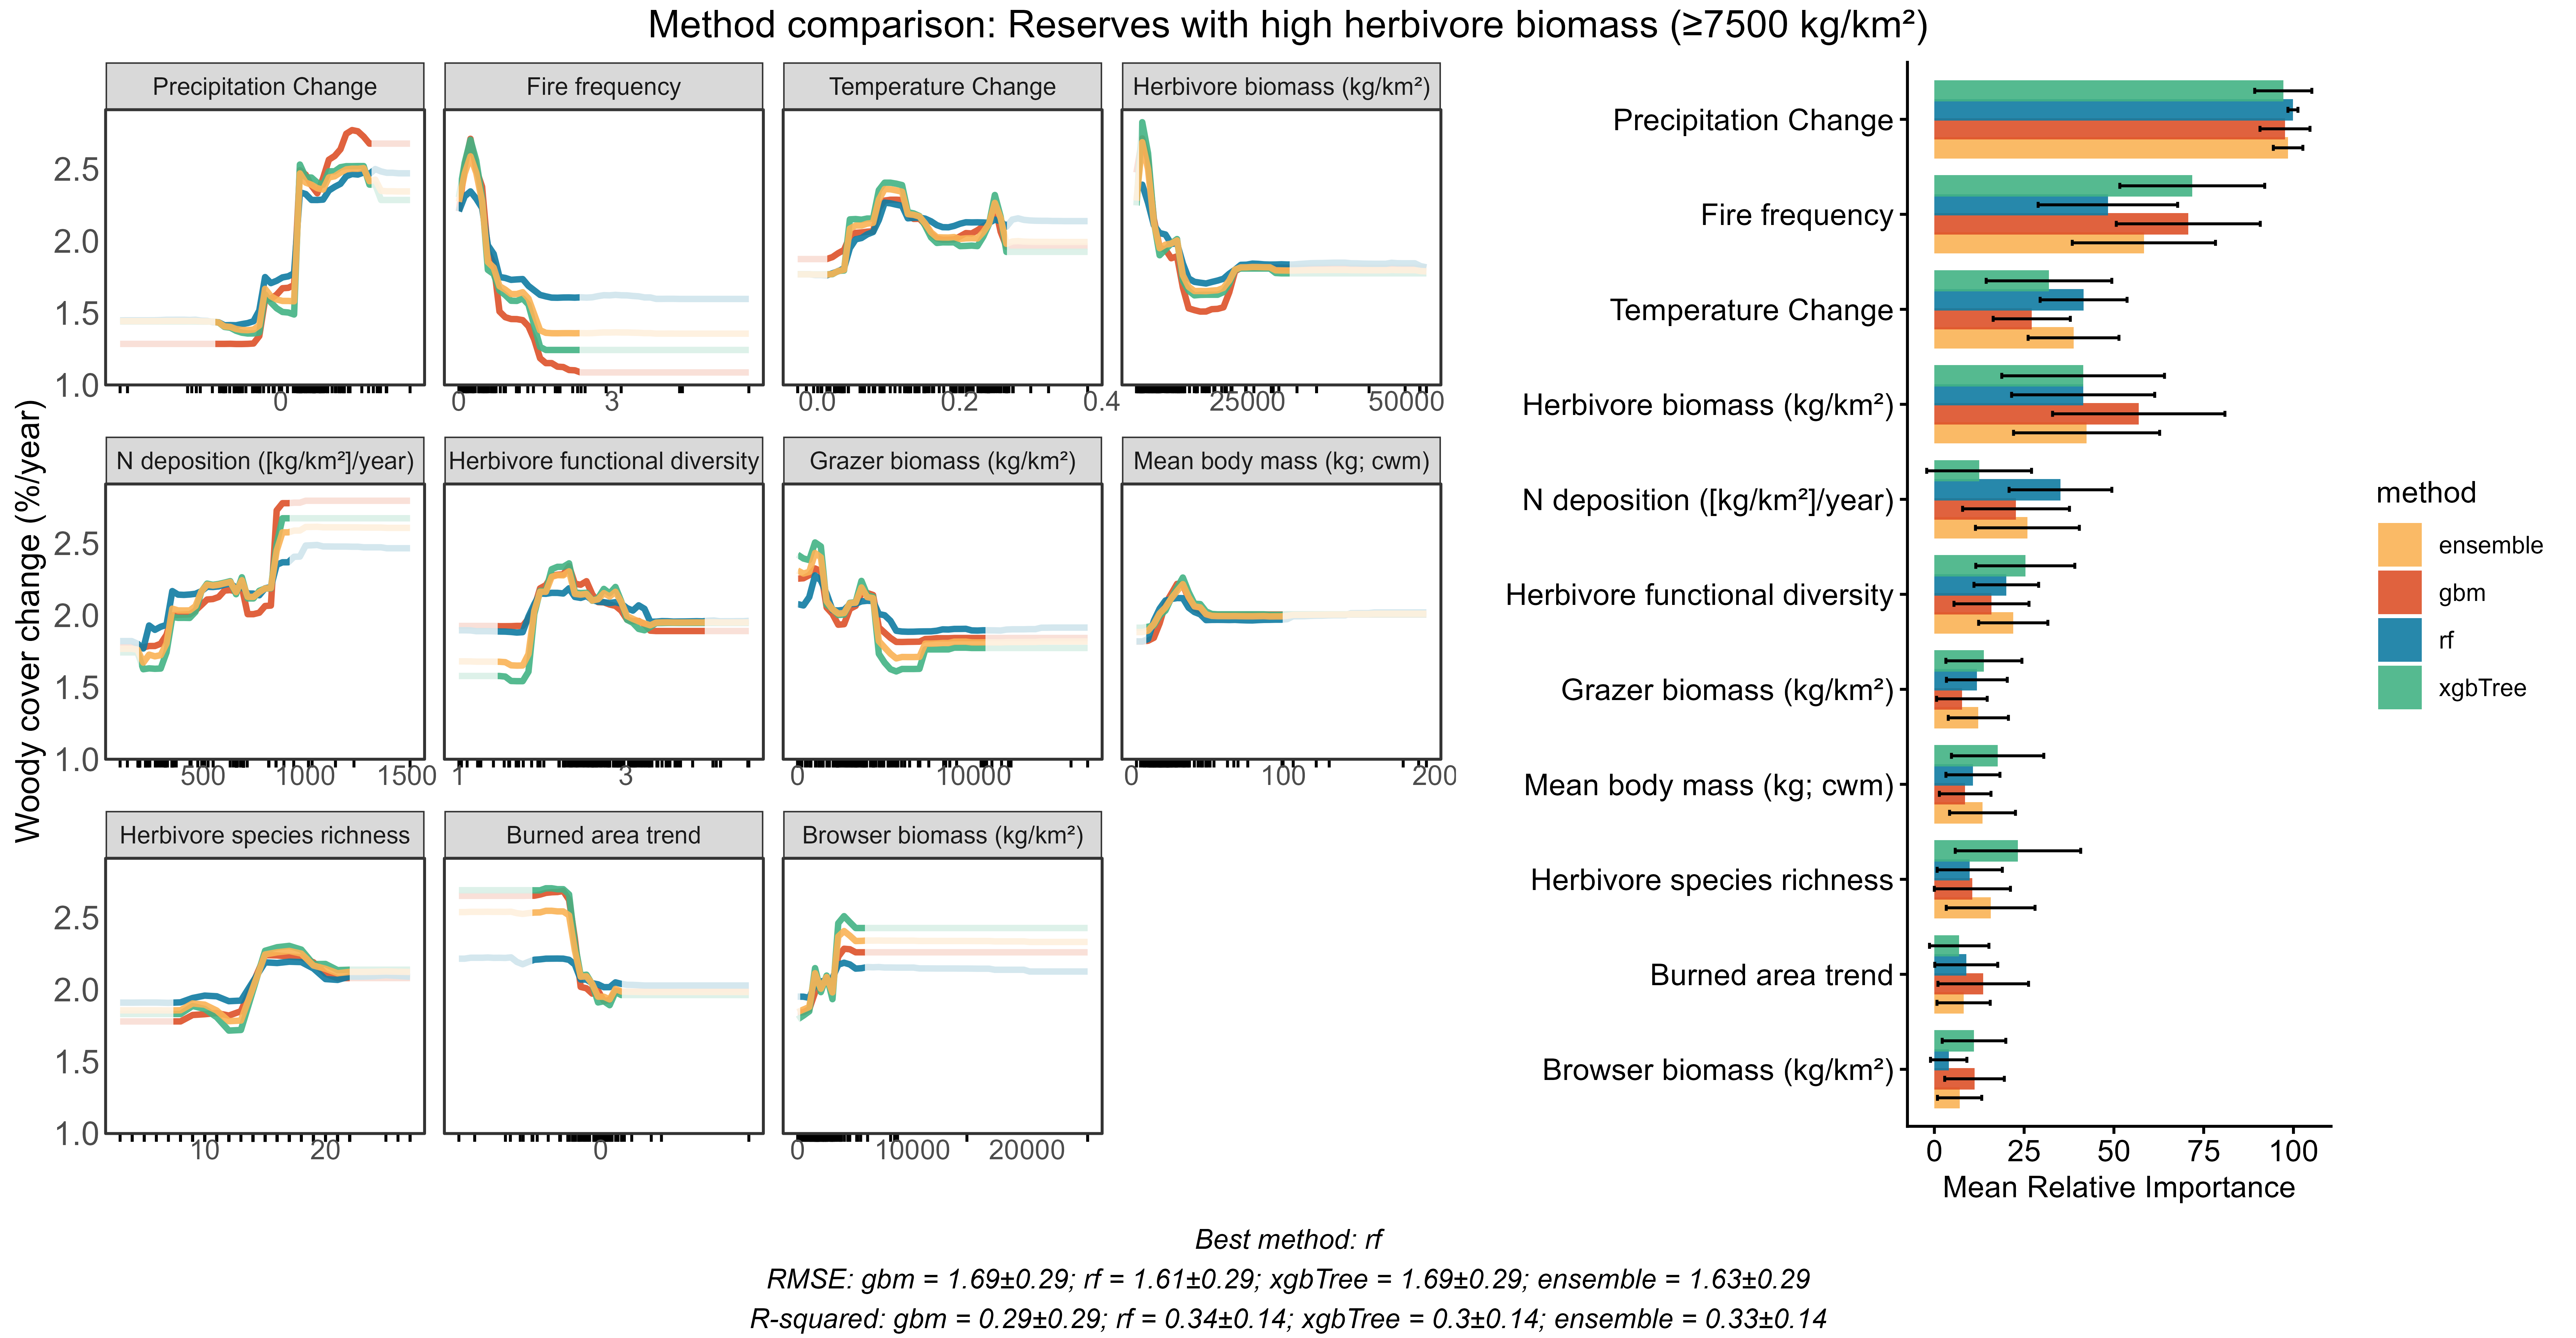 Method comparison: Reserves with high herbivore biomass (≥7500 kg/km²)
Woody cover change (%/year)
Precipitation Change
Fire frequency
Temperature Change
Herbivore biomass (kg/km²)
2.5
2.0
1.5
1.0
0
0 3
0.0 0.2 0.4
25000 50000
N deposition ([kg/km²]/year)
Herbivore functional diversity
Grazer biomass (kg/km²)
Mean body mass (kg; cwm)
2.5
2.0
1.5
1.0
500 1000 1500
1 3
0 10000
0 100 200
Herbivore species richness
Burned area trend
Browser biomass (kg/km²)
2.5
2.0
1.5
1.0
10 20
0
0 10000 20000
Precipitation Change
Fire frequency
Temperature Change
Herbivore biomass (kg/km²)
N deposition ([kg/km²]/year)
Herbivore functional diversity
Grazer biomass (kg/km²)
Mean body mass (kg; cwm)
Herbivore species richness
Burned area trend
Browser biomass (kg/km²)
0 25 50 75 100
Mean Relative Importance
method
ensemble
gbm
rf
xgbTree
Best method: rf
RMSE: gbm = 1.69±0.29; rf = 1.61±0.29; xgbTree = 1.69±0.29; ensemble = 1.63±0.29
R-squared: gbm = 0.29±0.29; rf = 0.34±0.14; xgbTree = 0.3±0.14; ensemble = 0.33±0.14